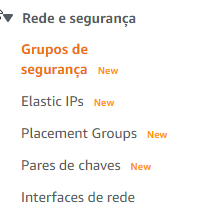 Rede e segurança
Grupos de
segurança New
Elastic IPs New
Placement Groups New
Pares de chaves New
Interfaces de rede